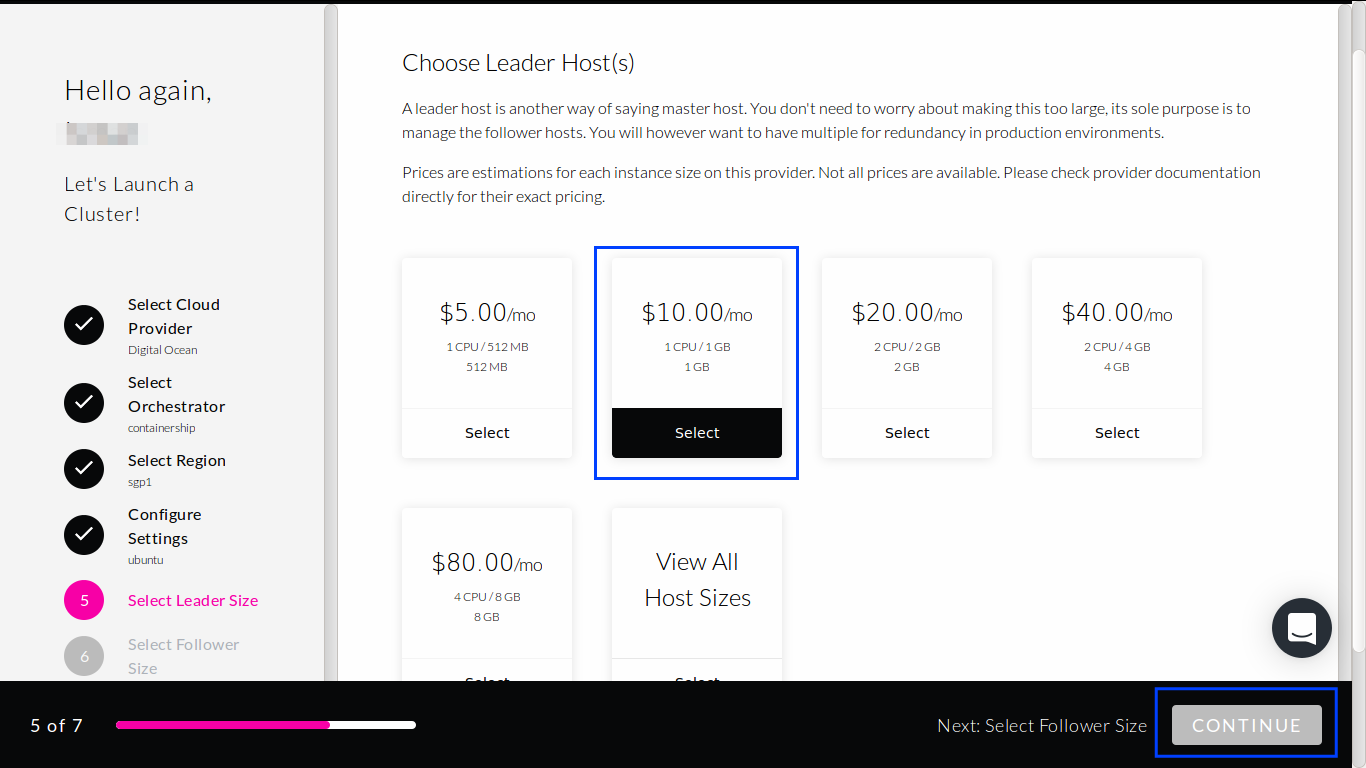 Hello again,
Let's Launch a
Cluster!
Select Cloud
Provider
Digital Ocean
Select
Orchestrator
containership
Select Region
sgp1
Configure
Settings
ubuntu
5 Select Leader Size
6 Select Follower
Size
Choose Leader Host(s)
A leader host is another way of saying master host. You don't need to worry about making this too large, its sole purpose is to
manage the follower hosts. You will however want to have multiple for redundancy in production environments.
Prices are estimations for each instance size on this provider. Not all prices are available. Please check provider documentation
directly for their exact pricing.
$5.00/mo
1 CPU / 512 MB
512 MB
Select
$10.00/mo
1 CPU / 1 GB
1 GB
Select
$20.00/mo
2 CPU / 2 GB
2 GB
Select
$40.00/mo
2 CPU / 4 GB
4 GB
Select
$80.00/mo
4 CPU / 8 GB
8 GB
Select
View All
Host Sizes
Select
5 of 7
Next: Select Follower Size
CONTINUE